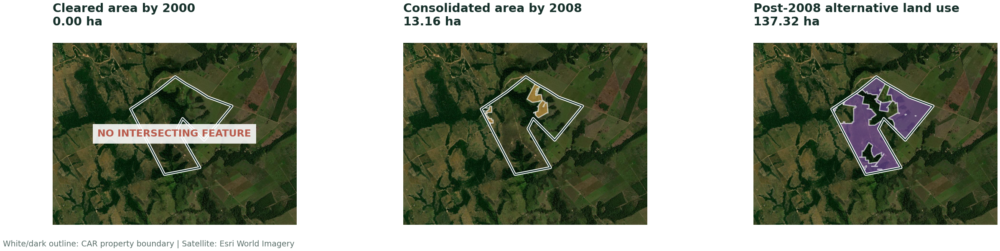 Cleared area by 2000
0.00 ha
Consolidated area by 2008
13.16 ha
Post-2008 alternative land use
137.32 ha
NO INTERSECTING FEATURE
White/dark outline: CAR property boundary | Satellite: Esri World Imagery